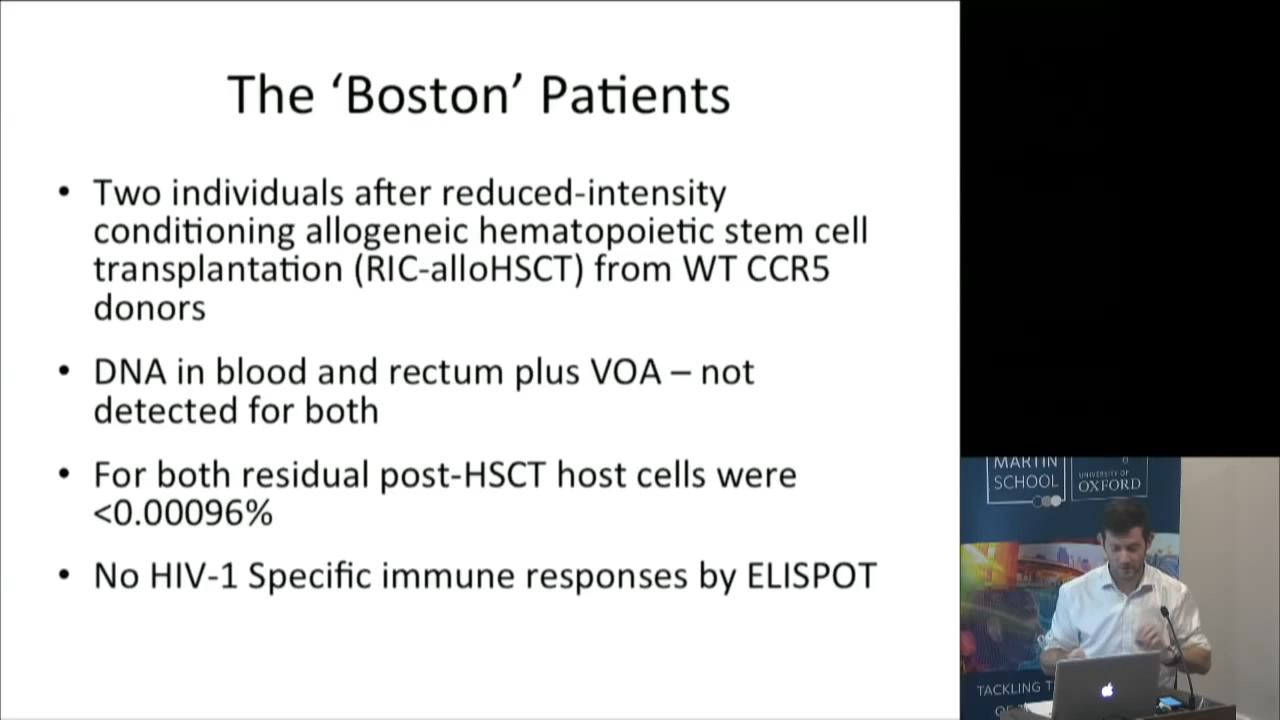 The ‘Boston’ Patients
• Two individuals after reduced-intensity
conditioning allogeneic hematopoietic stem cell
transplantation (RIC-alloHSCT) from WT CCR5
donors
• DNA in blood and rectum plus VOA – not
detected for both
• For both residual post-HSCT host cells were
<0.00096%
• No HIV-1 Specific immune responses by ELISPOT
MARTIN
SCHOOL
UNIVERSITY OF
OXFORD
TACKLING